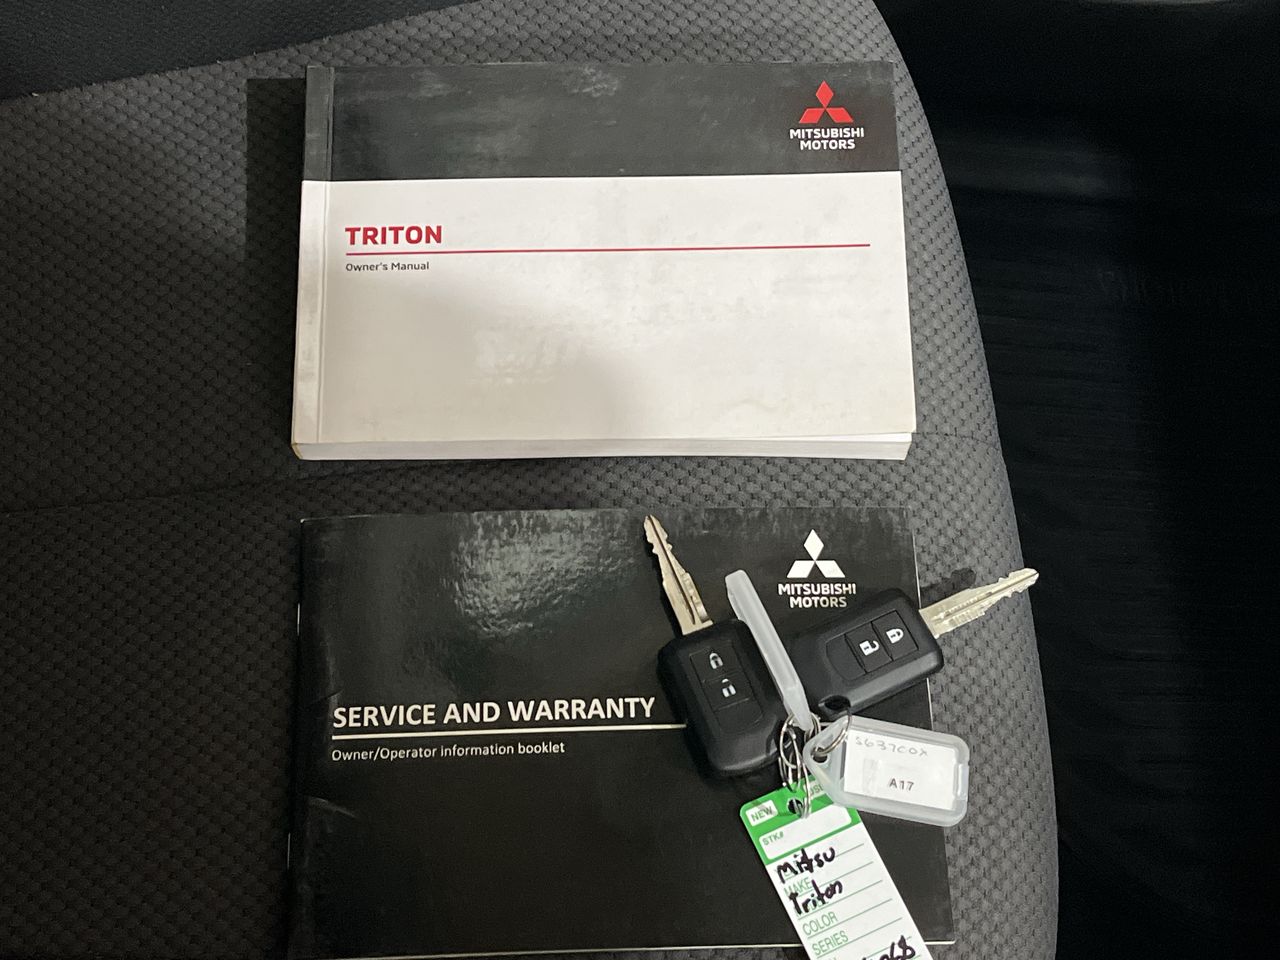 MITSUBISHI
MOTORS
TRITON
Owner's Manual
MITSUBISHI
MOTORS
SERVICE AND WARRANTY
Owner/Operator information booklet
S637COX
A17
NEW
STK#
Mitsu
MAKE
Triton
COLOR
SERIES